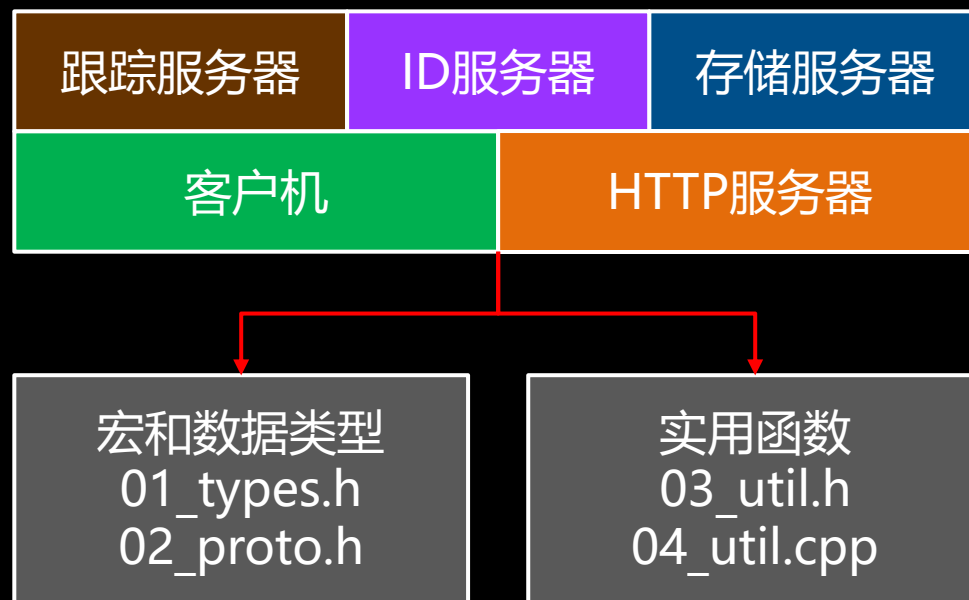 跟踪服务器
ID服务器
存储服务器
客户机
HTTP服务器
宏和数据类型
01_types.h
02_proto.h
实用函数
03_util.h
04_util.cpp